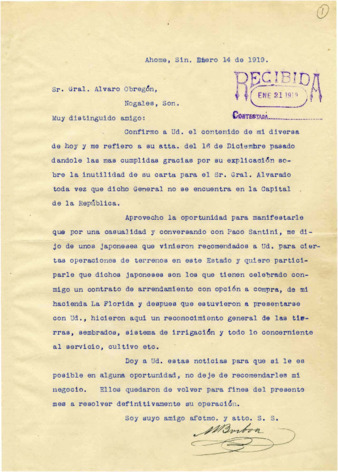 1
Ahome, Sin. Enero 14 de 1919.
RECIBIDA
ENE 21 1919
CONTESTADA
Sr. Gral. Alvaro Obregón,
Nogales, Son.
Muy distinguido amigo:
Confirmo a Ud. el contenido de mi diversa
de hoy y me refiero a su atta. del 16 de Diciembre pasado
dandole las mas cumplidas gracias por su explicación so-
bre la inutilidad de su carta para el Sr. Gral. Alvarado
toda vez que dicho General no se encuentra en la Capital
de la República.
Aprovecho la oportunidad para manifestarle
que por una casualidad y conversando con Paco Santini, me di-
jo de unos japoneses que vinieron recomendados a Ud. para cier-
tas operaciones de terrenos en este Estado y quiero partici-
parle que dichos japoneses son los que tienen celebrado con-
migo un contrato de arrendamiento con opción a compra, de mi
hacienda La Florida y despues que estuvieron a presentarse
con Ud., hicieron aqui un reconocimiento general de las tie-
rras, sembrados, sistema de irrigación y todo lo concerniente
al servicio, cultivo etc.
Doy a Ud. estas noticias para que si le es
posible en alguna oportunidad, no deje de recomendarles mi
negocio. Ellos quedaron de volver para fines del presente
mes a resolver definitivamente su operación.
Soy suyo amigo afctmo. y atto. S. S.